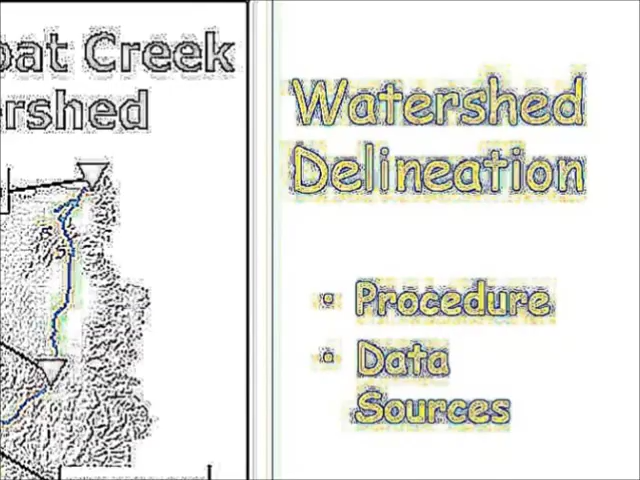 Creek
Watershed
Delineation
• Procedure
• Data
Sources